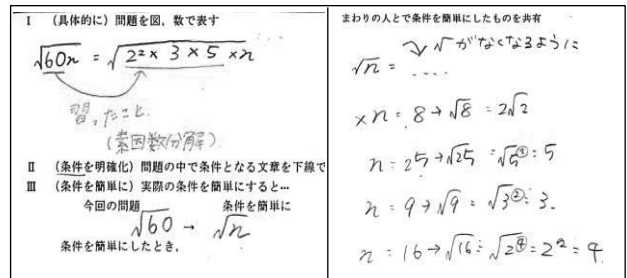 I (具体的に) 問題を図，数で表す
√60n = √2²×3×5×n
習ったこと.
(素因数分解)
II (条件を明確化) 問題の中で条件となる文章を下線で
III (条件を簡単に) 実際の条件を簡単にすると…
今回の問題 条件を簡単に
√60 → √n
条件を簡単にしたとき，
まわりの人とで条件を簡単にしたものを共有
√がなくなるように
√n = ....
×n = 8 → √8 = 2√2
n = 25 → √25 = √5² = 5
n = 9 → √9 = √3² = 3.
n = 16 → √16 = √2④ = 2² = 4